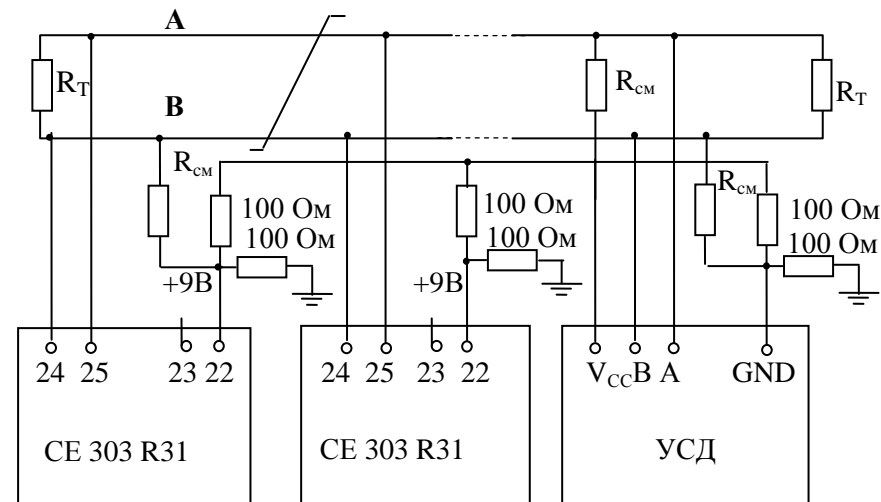 A
R_T
R_см
R_T
B
R_см
R_см
100 Ом
100 Ом
100 Ом
100 Ом
100 Ом
100 Ом
+9В
+9В
24 25 23 22
24 25 23 22
V_CC B A GND
CE 303 R31
CE 303 R31
УСД